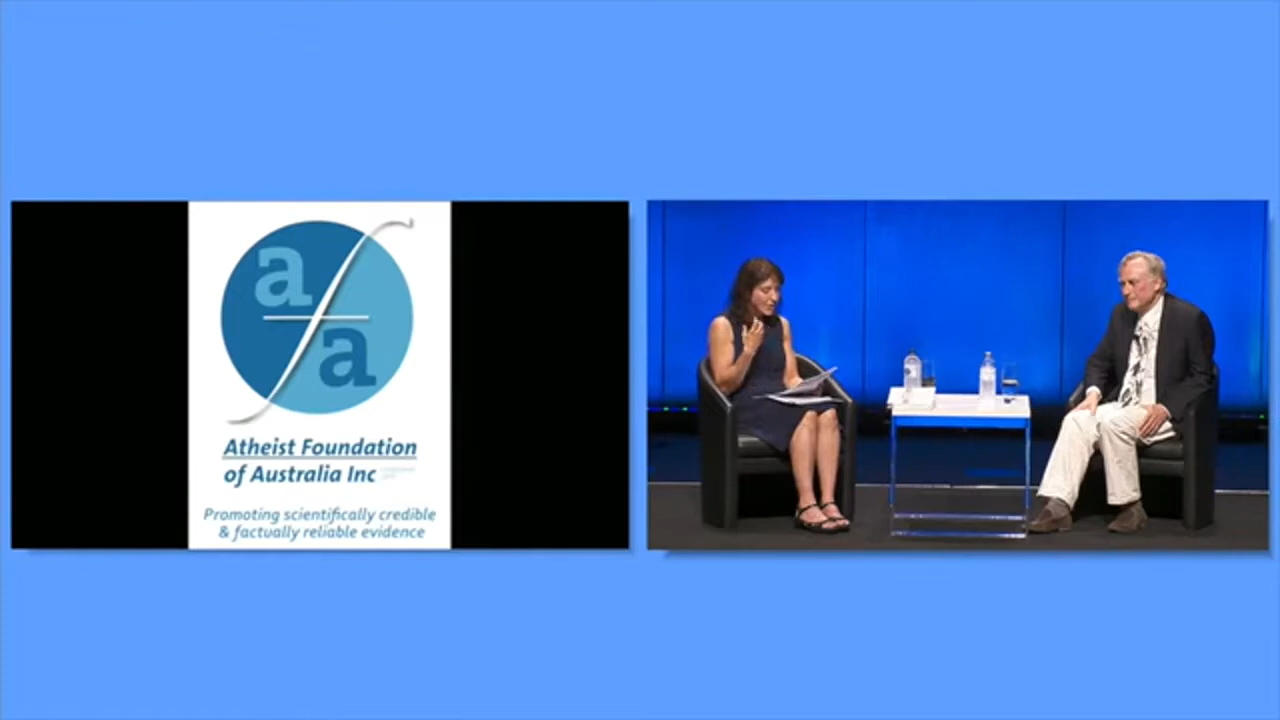 a
a
Atheist Foundation
of Australia Inc
Promoting scientifically credible
& factually reliable evidence